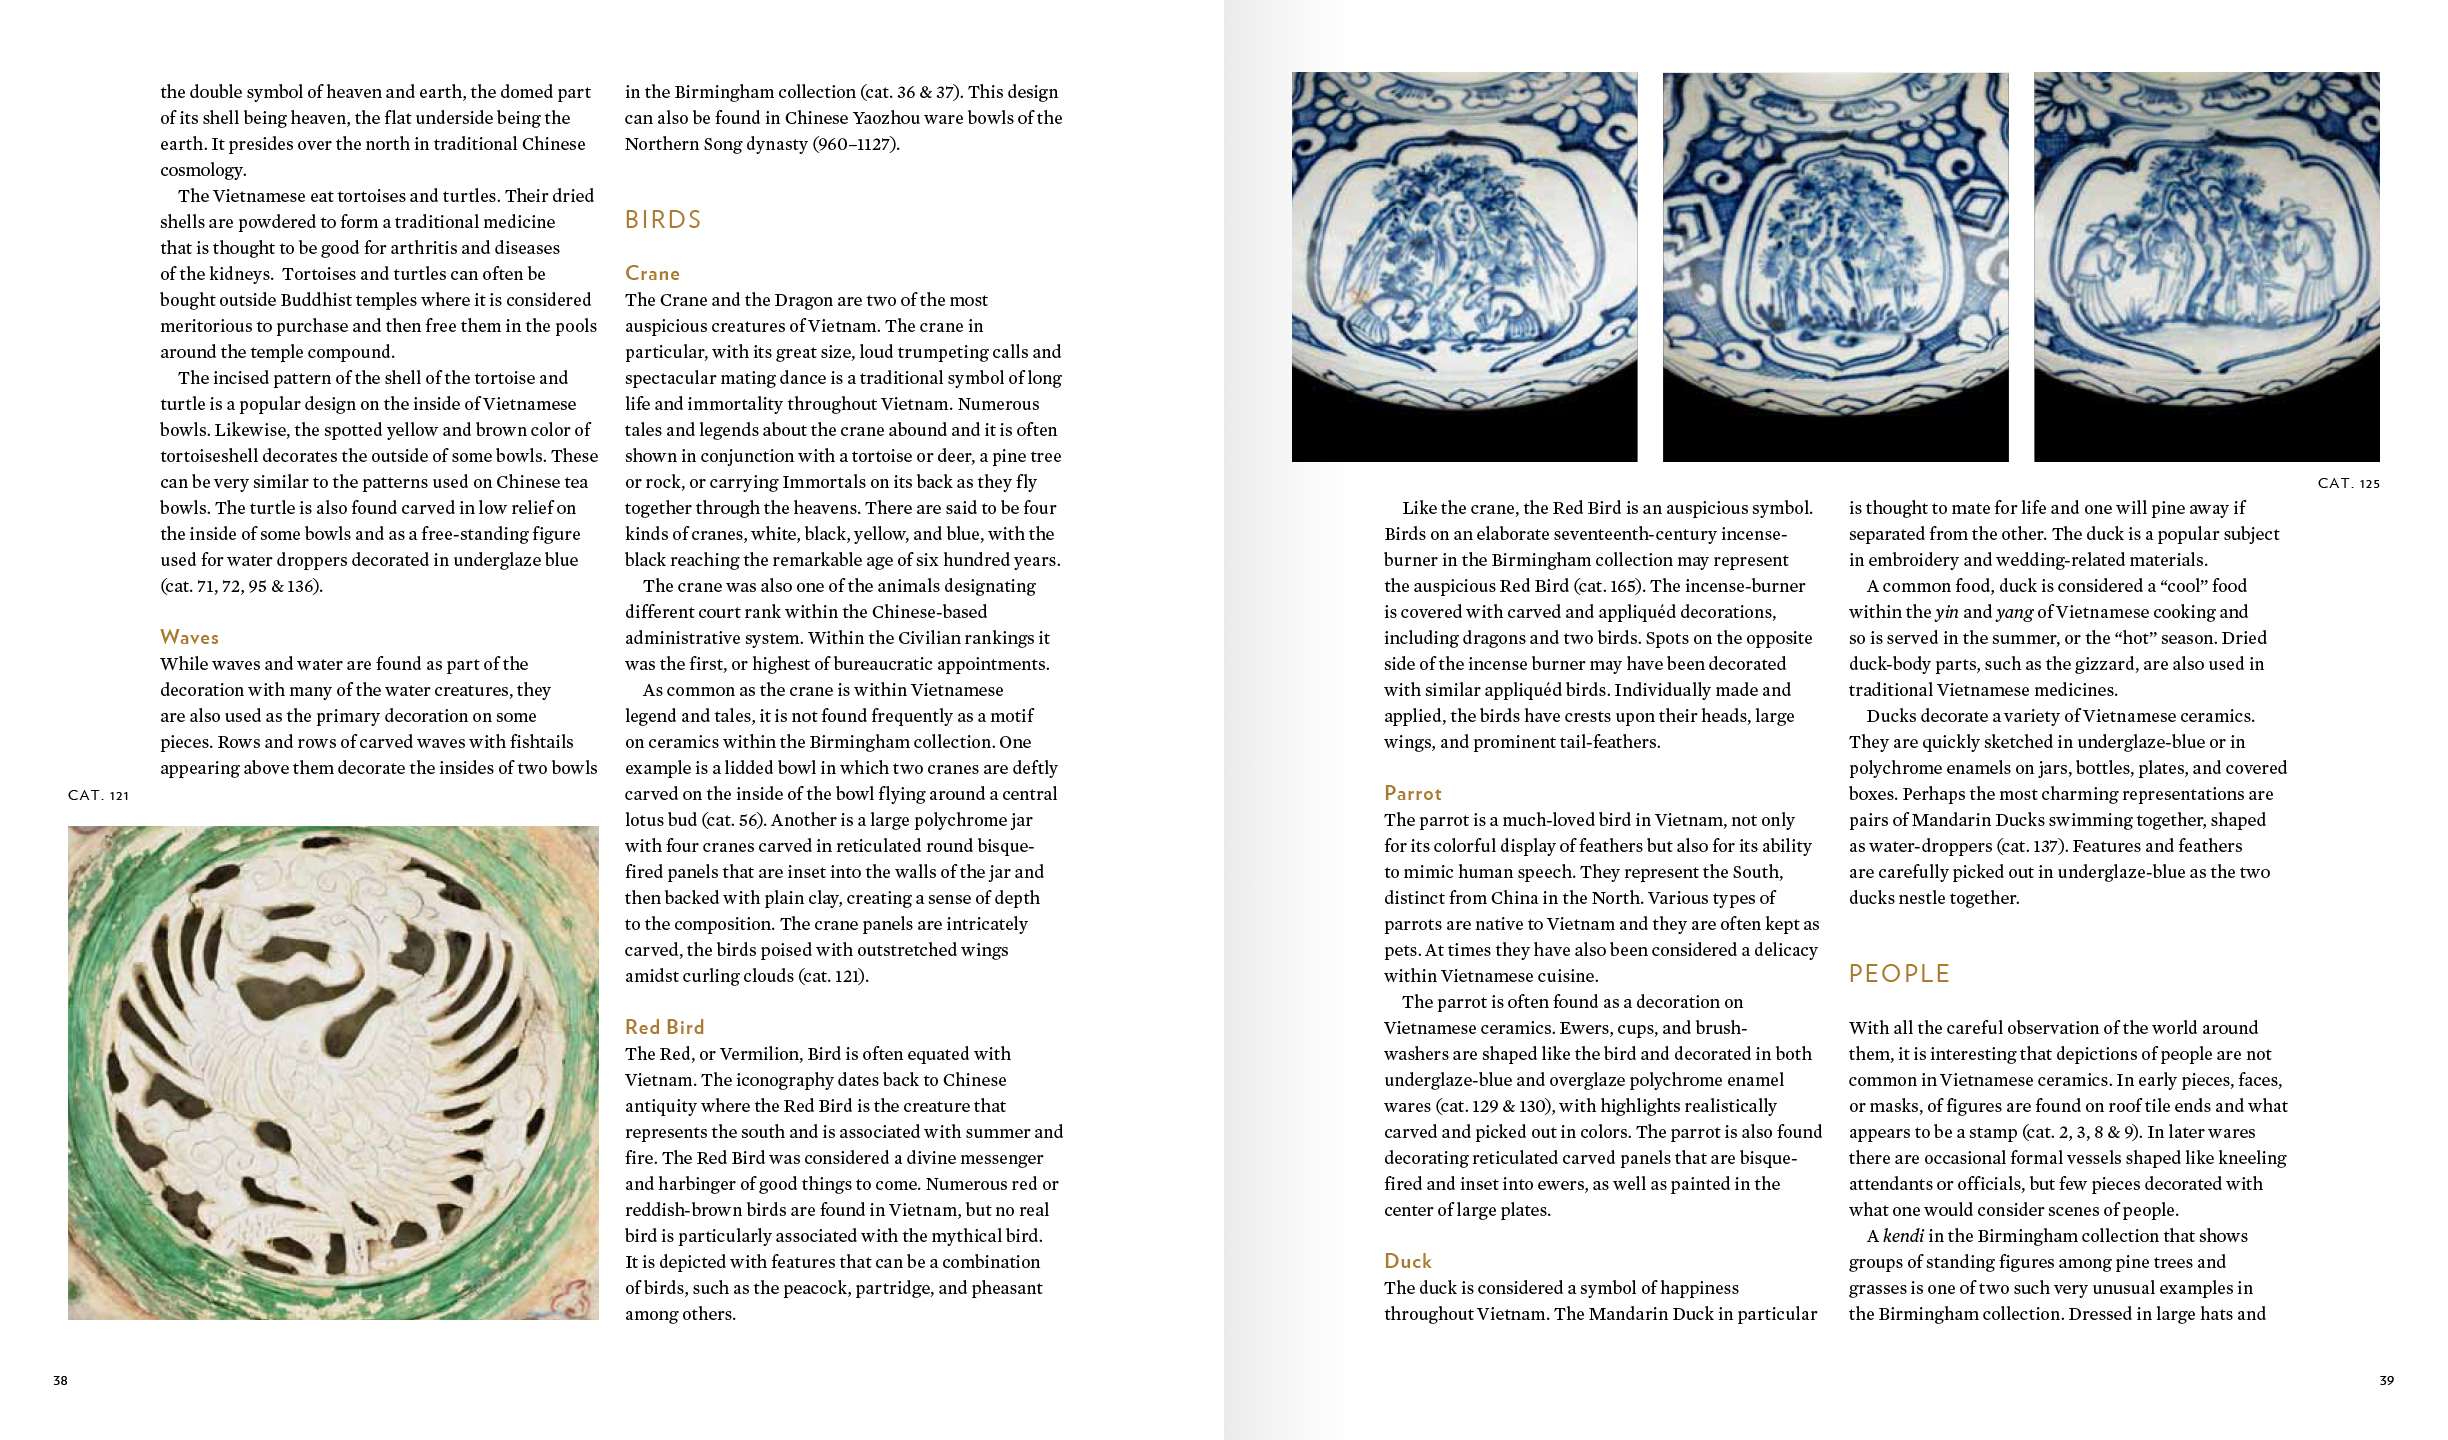 the double symbol of heaven and earth, the domed part
of its shell being heaven, the flat underside being the
earth. It presides over the north in traditional Chinese
cosmology.
The Vietnamese eat tortoises and turtles. Their dried
shells are powdered to form a traditional medicine
that is thought to be good for arthritis and diseases
of the kidneys.  Tortoises and turtles can often be
bought outside Buddhist temples where it is considered
meritorious to purchase and then free them in the pools
around the temple compound.
The incised pattern of the shell of the tortoise and
turtle is a popular design on the inside of Vietnamese
bowls. Likewise, the spotted yellow and brown color of
tortoiseshell decorates the outside of some bowls. These
can be very similar to the patterns used on Chinese tea
bowls. The turtle is also found carved in low relief on
the inside of some bowls and as a free-standing figure
used for water droppers decorated in underglaze blue
(cat. 71, 72, 95 & 136).
Waves
While waves and water are found as part of the
decoration with many of the water creatures, they
are also used as the primary decoration on some
pieces. Rows and rows of carved waves with fishtails
appearing above them decorate the insides of two bowls
CAT. 121
in the Birmingham collection (cat. 36 & 37). This design
can also be found in Chinese Yaozhou ware bowls of the
Northern Song dynasty (960–1127).
BIRDS
Crane
The Crane and the Dragon are two of the most
auspicious creatures of Vietnam. The crane in
particular, with its great size, loud trumpeting calls and
spectacular mating dance is a traditional symbol of long
life and immortality throughout Vietnam. Numerous
tales and legends about the crane abound and it is often
shown in conjunction with a tortoise or deer, a pine tree
or rock, or carrying Immortals on its back as they fly
together through the heavens. There are said to be four
kinds of cranes, white, black, yellow, and blue, with the
black reaching the remarkable age of six hundred years.
The crane was also one of the animals designating
different court rank within the Chinese-based
administrative system. Within the Civilian rankings it
was the first, or highest of bureaucratic appointments.
As common as the crane is within Vietnamese
legend and tales, it is not found frequently as a motif
on ceramics within the Birmingham collection. One
example is a lidded bowl in which two cranes are deftly
carved on the inside of the bowl flying around a central
lotus bud (cat. 56). Another is a large polychrome jar
with four cranes carved in reticulated round bisque-
fired panels that are inset into the walls of the jar and
then backed with plain clay, creating a sense of depth
to the composition. The crane panels are intricately
carved, the birds poised with outstretched wings
amidst curling clouds (cat. 121).
Red Bird
The Red, or Vermilion, Bird is often equated with
Vietnam. The iconography dates back to Chinese
antiquity where the Red Bird is the creature that
represents the south and is associated with summer and
fire. The Red Bird was considered a divine messenger
and harbinger of good things to come. Numerous red or
reddish-brown birds are found in Vietnam, but no real
bird is particularly associated with the mythical bird.
It is depicted with features that can be a combination
of birds, such as the peacock, partridge, and pheasant
among others.
38
CAT. 125
Like the crane, the Red Bird is an auspicious symbol.
Birds on an elaborate seventeenth-century incense-
burner in the Birmingham collection may represent
the auspicious Red Bird (cat. 165). The incense-burner
is covered with carved and appliquéd decorations,
including dragons and two birds. Spots on the opposite
side of the incense burner may have been decorated
with similar appliquéd birds. Individually made and
applied, the birds have crests upon their heads, large
wings, and prominent tail-feathers.
Parrot
The parrot is a much-loved bird in Vietnam, not only
for its colorful display of feathers but also for its ability
to mimic human speech. They represent the South,
distinct from China in the North. Various types of
parrots are native to Vietnam and they are often kept as
pets. At times they have also been considered a delicacy
within Vietnamese cuisine.
The parrot is often found as a decoration on
Vietnamese ceramics. Ewers, cups, and brush-
washers are shaped like the bird and decorated in both
underglaze-blue and overglaze polychrome enamel
wares (cat. 129 & 130), with highlights realistically
carved and picked out in colors. The parrot is also found
decorating reticulated carved panels that are bisque-
fired and inset into ewers, as well as painted in the
center of large plates.
Duck
The duck is considered a symbol of happiness
throughout Vietnam. The Mandarin Duck in particular
is thought to mate for life and one will pine away if
separated from the other. The duck is a popular subject
in embroidery and wedding-related materials.
A common food, duck is considered a “cool” food
within the yin and yang of Vietnamese cooking and
so is served in the summer, or the “hot” season. Dried
duck-body parts, such as the gizzard, are also used in
traditional Vietnamese medicines.
Ducks decorate a variety of Vietnamese ceramics.
They are quickly sketched in underglaze-blue or in
polychrome enamels on jars, bottles, plates, and covered
boxes. Perhaps the most charming representations are
pairs of Mandarin Ducks swimming together, shaped
as water-droppers (cat. 137). Features and feathers
are carefully picked out in underglaze-blue as the two
ducks nestle together.
PEOPLE
With all the careful observation of the world around
them, it is interesting that depictions of people are not
common in Vietnamese ceramics. In early pieces, faces,
or masks, of figures are found on roof tile ends and what
appears to be a stamp (cat. 2, 3, 8 & 9). In later wares
there are occasional formal vessels shaped like kneeling
attendants or officials, but few pieces decorated with
what one would consider scenes of people.
A kendi in the Birmingham collection that shows
groups of standing figures among pine trees and
grasses is one of two such very unusual examples in
the Birmingham collection. Dressed in large hats and
39